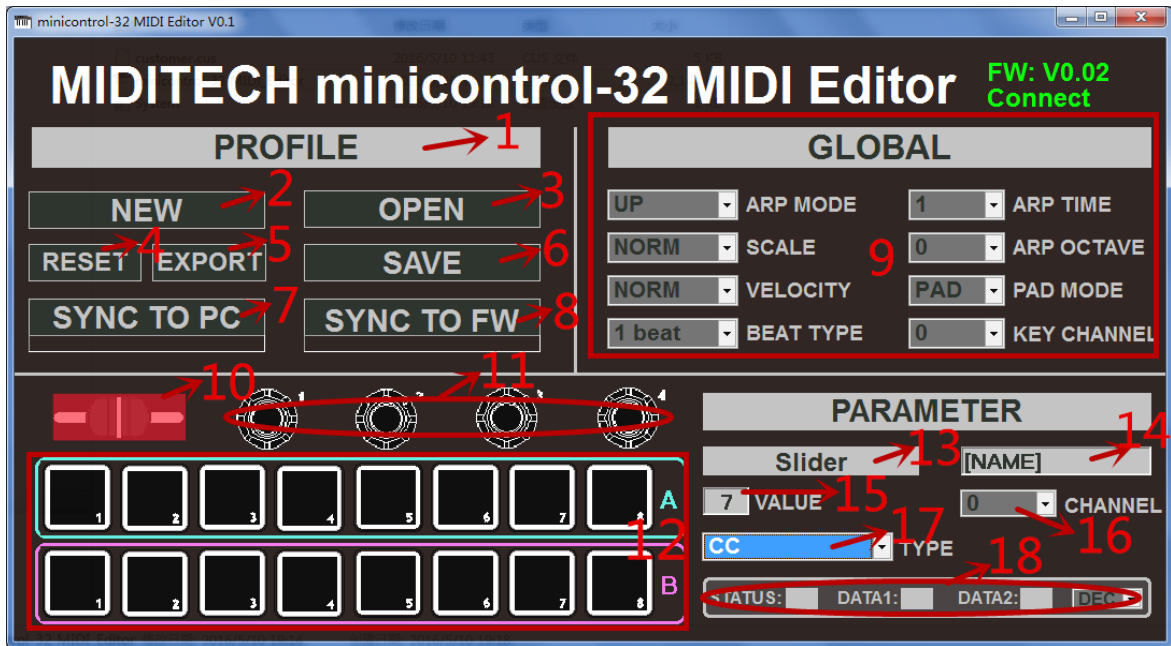 minicontrol-32 MIDI Editor V0.1
MIDITECH minicontrol-32 MIDI Editor
FW: V0.02
Connect
PROFILE 1
NEW 2
OPEN 3
RESET 4
EXPORT 5
SAVE 6
SYNC TO PC 7
SYNC TO FW 8
GLOBAL
UP ARP MODE 1 ARP TIME
NORM SCALE 0 ARP OCTAVE
9
NORM VELOCITY PAD PAD MODE
1 beat BEAT TYPE 0 KEY CHANNEL
10
11
1 2 3 4
1 2 3 4 5 6 7 8 A
12
1 2 3 4 5 6 7 8 B
PARAMETER
Slider 13 [NAME] 14
7 VALUE 15 0 CHANNEL 16
CC 17 TYPE
18
STATUS: DATA1: DATA2: DEC